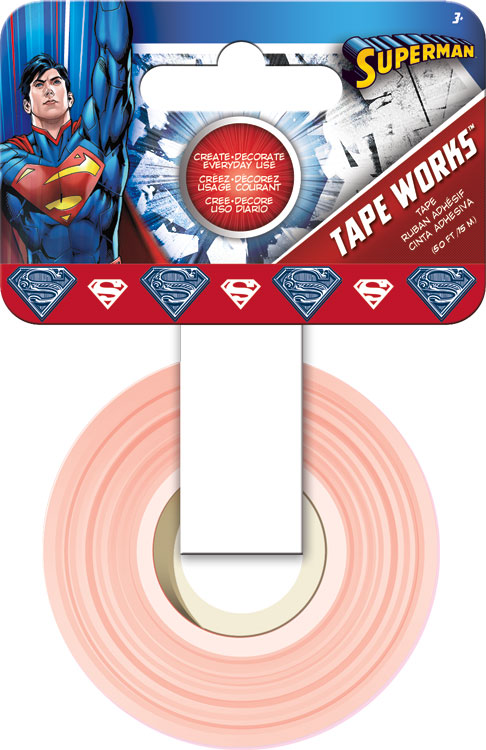 3+
SUPERMAN
CREATE•DECORATE
EVERYDAY USE
CRÉEZ•DÉCOREZ
USAGE COURANT
CREE•DECORE
USO DIARIO
TAPE WORKS™
TAPE
RUBAN ADHÉSIF
CINTA ADHESIVA
(50 FT/15 M)
S S S S S S S